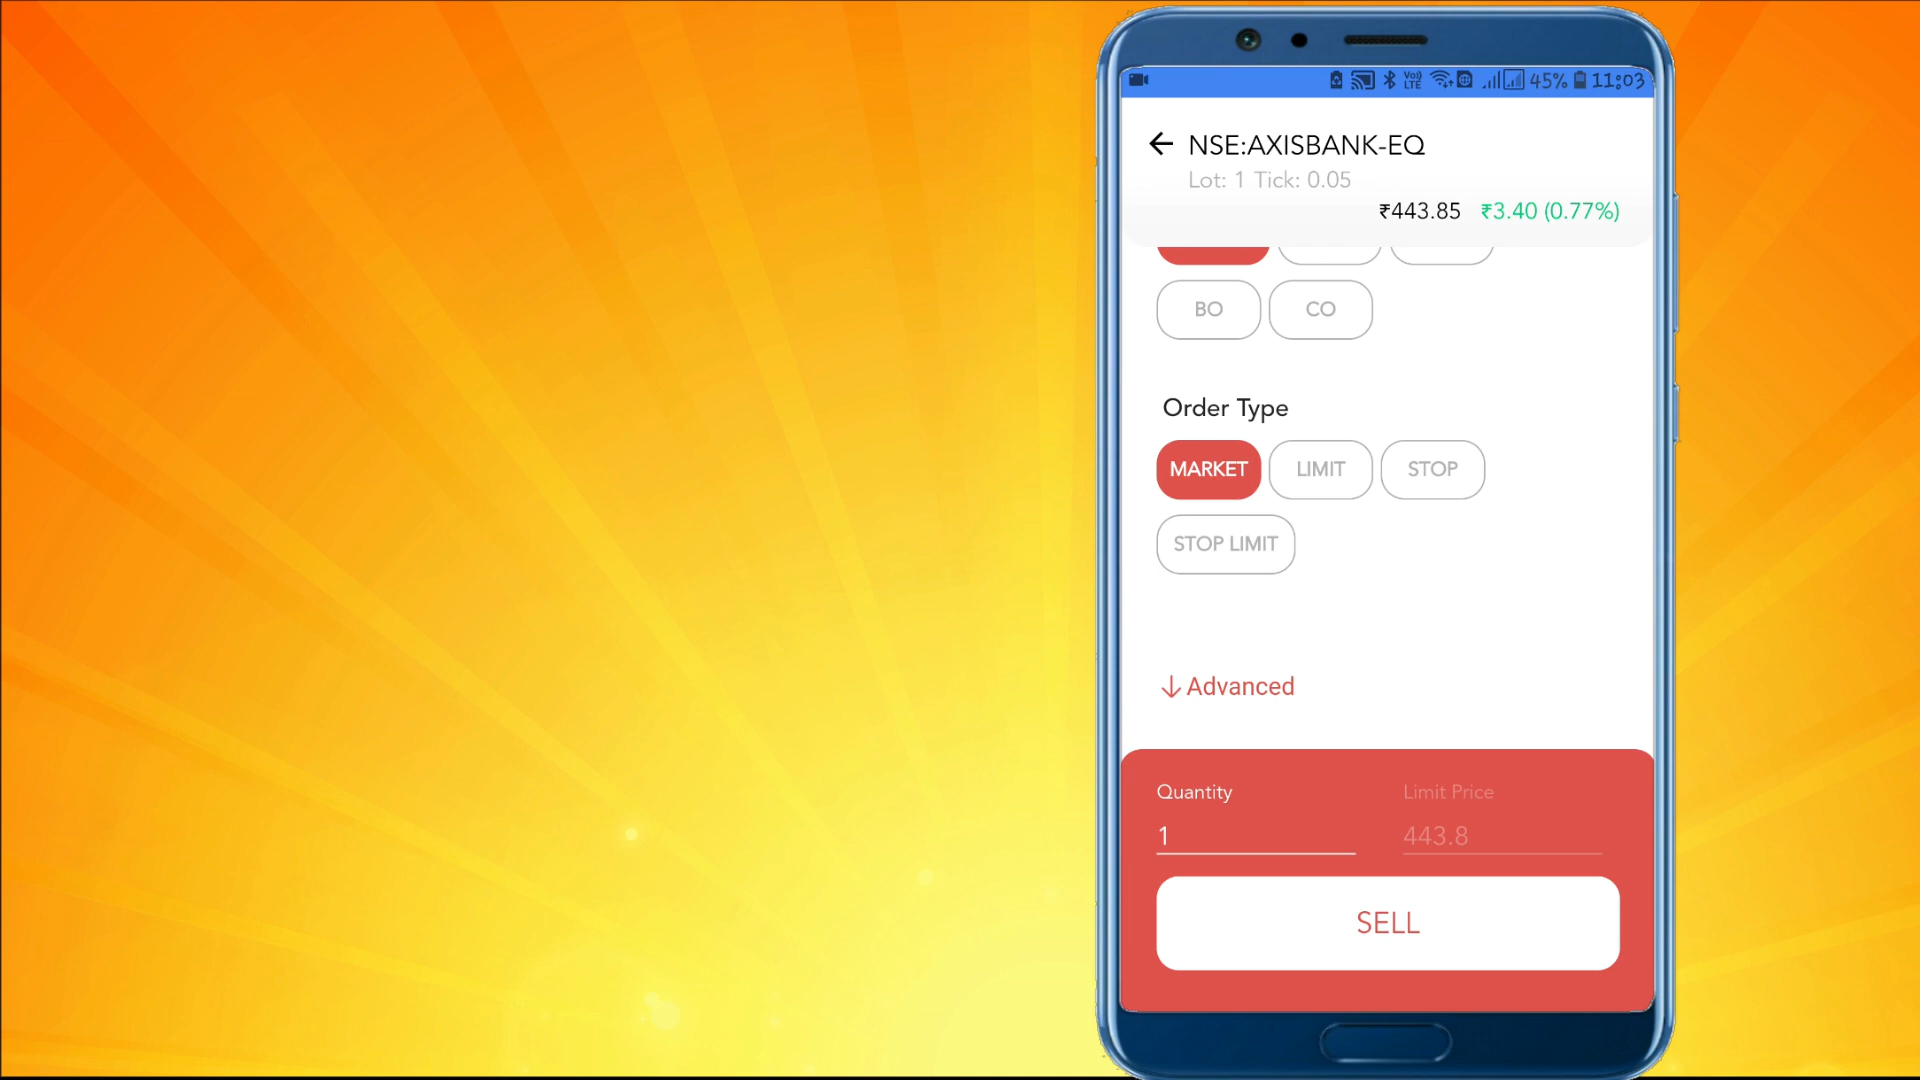 VoLTE 45% 11:03
NSE:AXISBANK-EQ
Lot: 1 Tick: 0.05
₹443.85 ₹3.40 (0.77%)
BO CO
Order Type
MARKET LIMIT STOP
STOP LIMIT
↓ Advanced
Quantity Limit Price
1 443.8
SELL